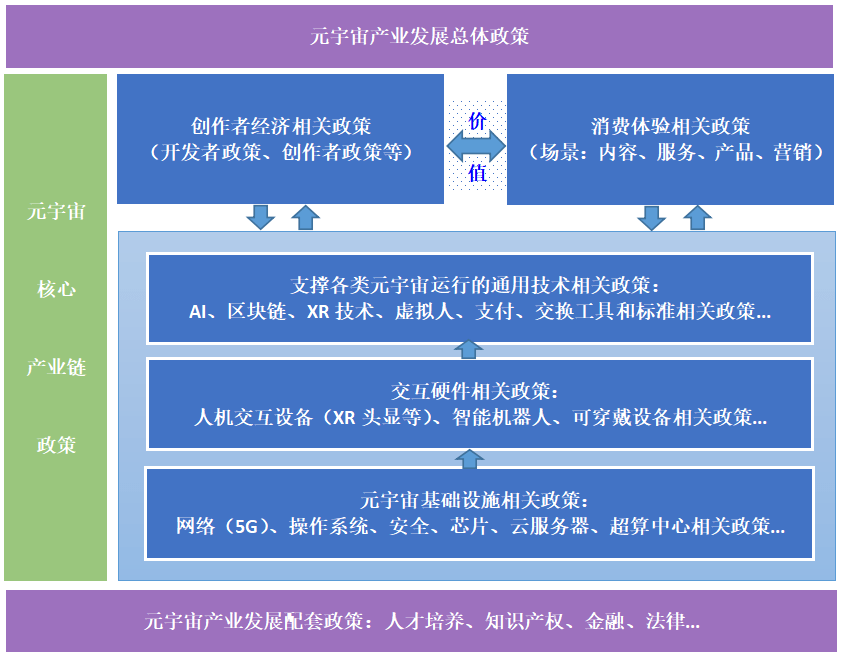 元宇宙产业发展总体政策
元宇宙
核心
产业链
政策
创作者经济相关政策
（开发者政策、创作者政策等）
价
值
消费体验相关政策
（场景：内容、服务、产品、营销）
支撑各类元宇宙运行的通用技术相关政策：
AI、区块链、XR 技术、虚拟人、支付、交换工具和标准相关政策...
交互硬件相关政策：
人机交互设备（XR 头显等）、智能机器人、可穿戴设备相关政策...
元宇宙基础设施相关政策：
网络（5G）、操作系统、安全、芯片、云服务器、超算中心相关政策...
元宇宙产业发展配套政策：人才培养、知识产权、金融、法律...